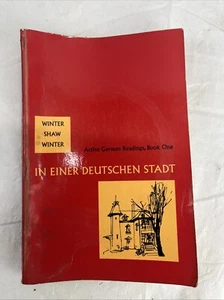 WINTER
SHAW
WINTER
Active German Readings, Book One
IN EINER DEUTSCHEN STADT